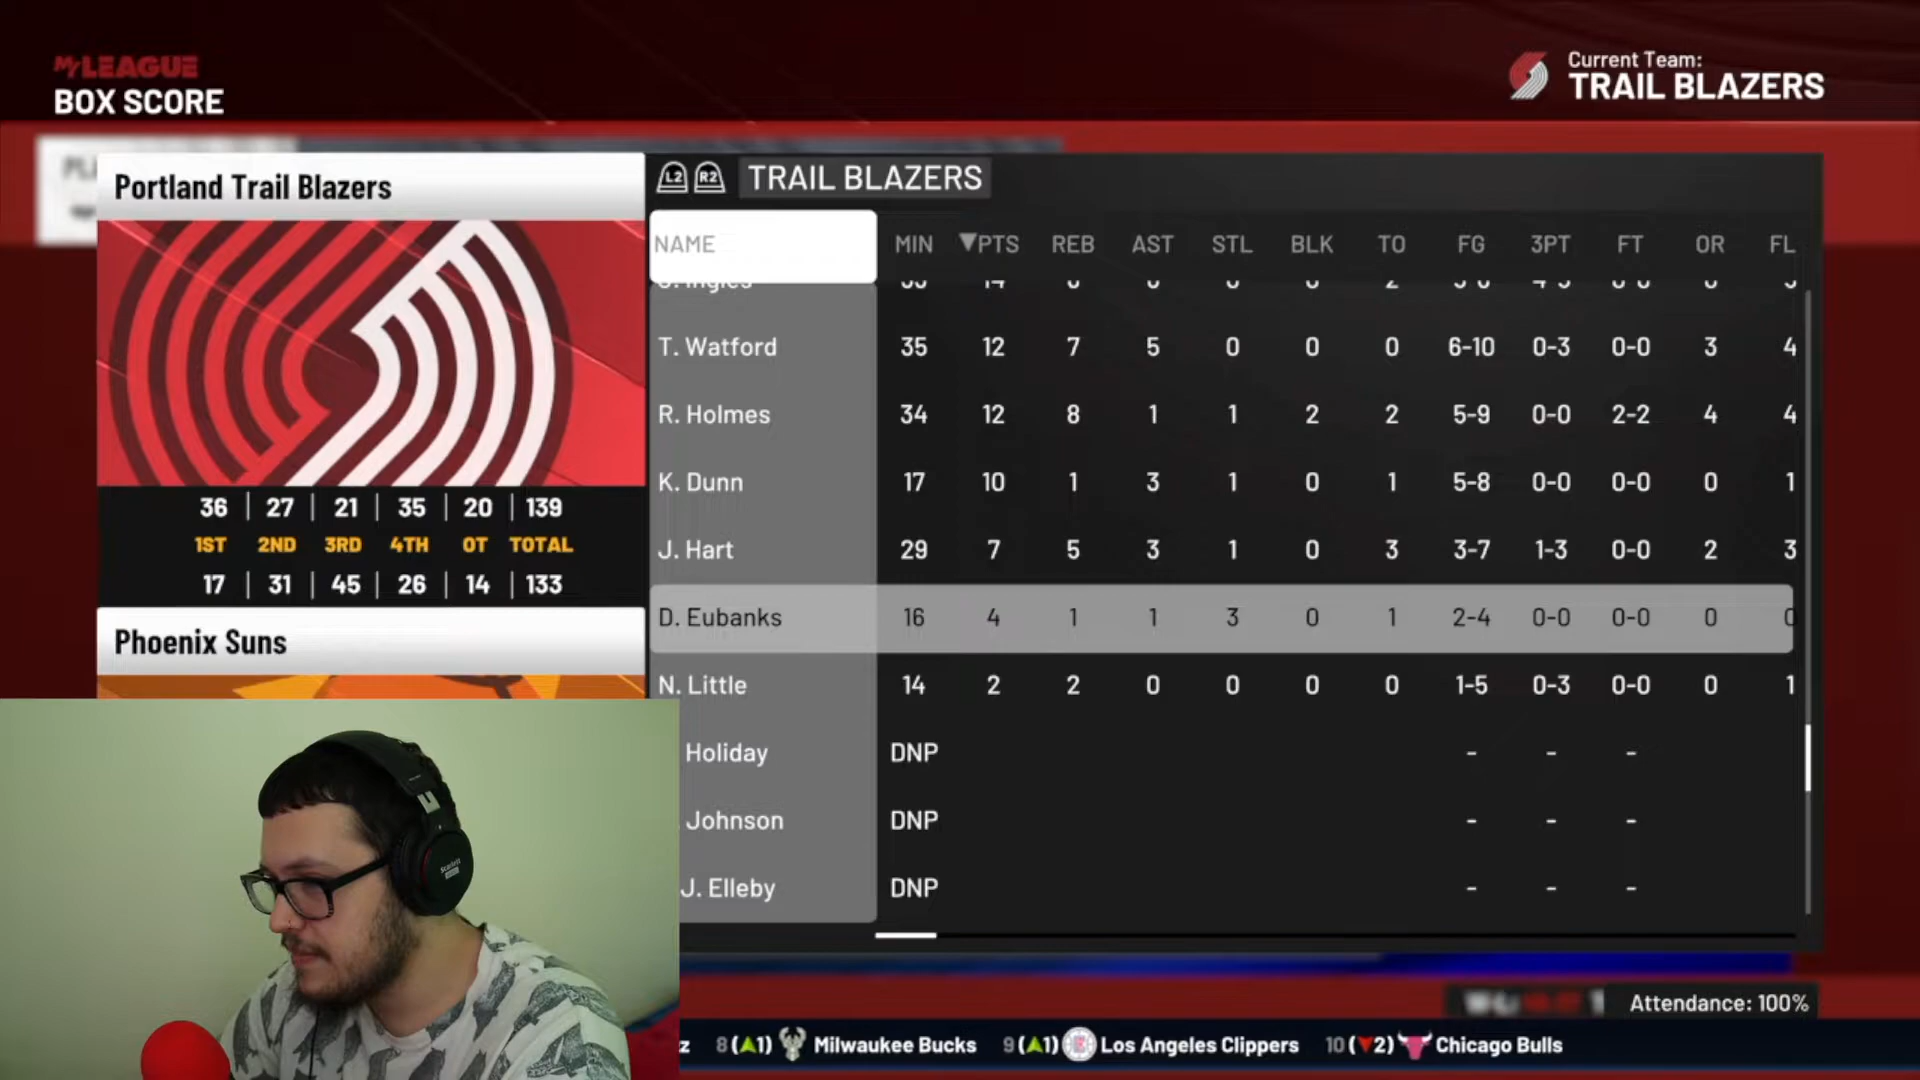 MyLEAGUE
BOX SCORE
Current Team:
TRAIL BLAZERS
Portland Trail Blazers
36 | 27 | 21 | 35 | 20 | 139
1ST 2ND 3RD 4TH OT TOTAL
17 | 31 | 45 | 26 | 14 | 133
Phoenix Suns
L2 R2 TRAIL BLAZERS
NAME MIN ▼PTS REB AST STL BLK TO FG 3PT FT OR FL
Ingles 14 2
T. Watford 35 12 7 5 0 0 0 6-10 0-3 0-0 3 4
R. Holmes 34 12 8 1 1 2 2 5-9 0-0 2-2 4 4
K. Dunn 17 10 1 3 1 0 1 5-8 0-0 0-0 0 1
J. Hart 29 7 5 3 1 0 3 3-7 1-3 0-0 2 3
D. Eubanks 16 4 1 1 3 0 1 2-4 0-0 0-0 0 0
N. Little 14 2 2 0 0 0 0 1-5 0-3 0-0 0 1
Holiday DNP - - -
Johnson DNP - - -
J. Elleby DNP - - -
Attendance: 100%
z 8(▲1) Milwaukee Bucks 9(▲1) Los Angeles Clippers 10(▼2) Chicago Bulls